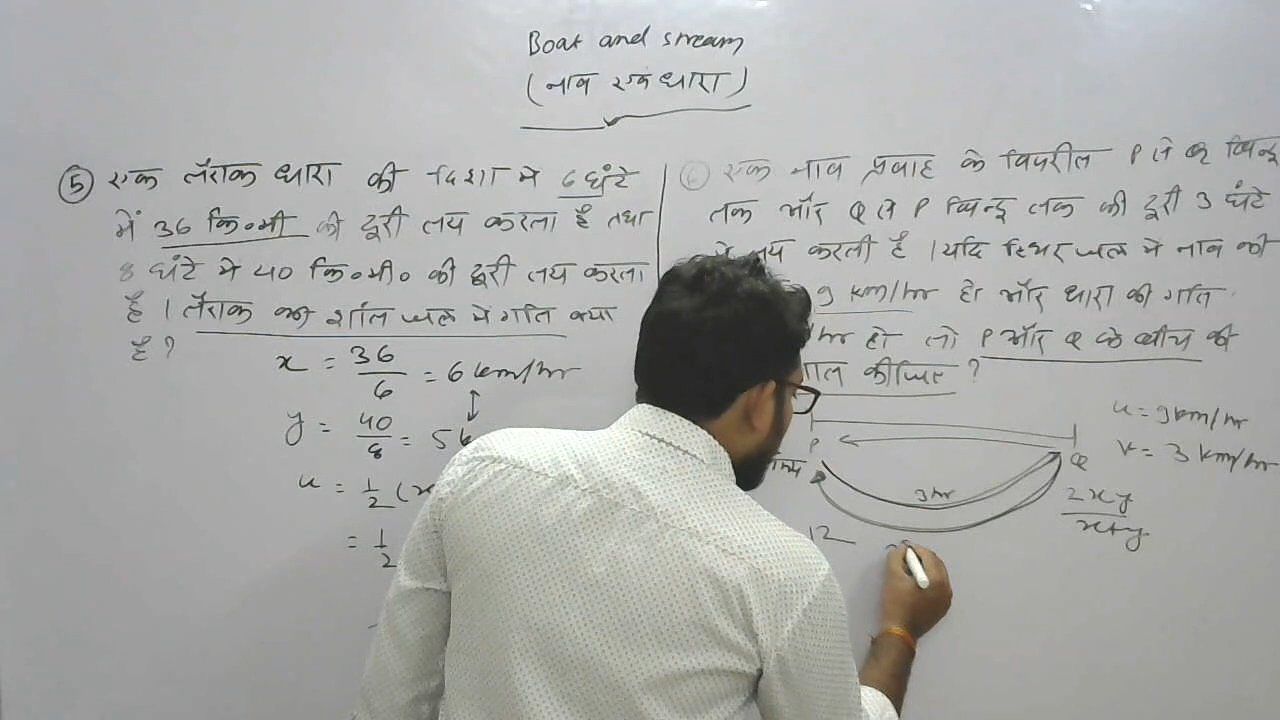 Boat and stream
(नाव एवं धारा)
⑤ एक तैराक धारा की दिशा मे 6 घंटे
में 36 कि०मी की दूरी तय करता है तथा
8 घंटे मे 40 कि०मी० की दूरी तय करता
है । तैराक की शांत जल मे गति क्या
है ?
x = 36/6 = 6 km/hr
y = 40/8 = 5
u = 1/2 (x
= 1/2
⑥ एक नाव प्रवाह के विपरीत P से Q बिन्दु
तक और Q से P बिन्दु तक की दूरी 3 घंटे
तय करती है । यदि स्थिर जल मे नाव की
9 km/hr हो और धारा की गति
/hr हो तो P और Q के बीच की
कीजिए ?
u = 9 km/hr
v = 3 km/hr
P
Q
3 hr
2xy/x+y
12